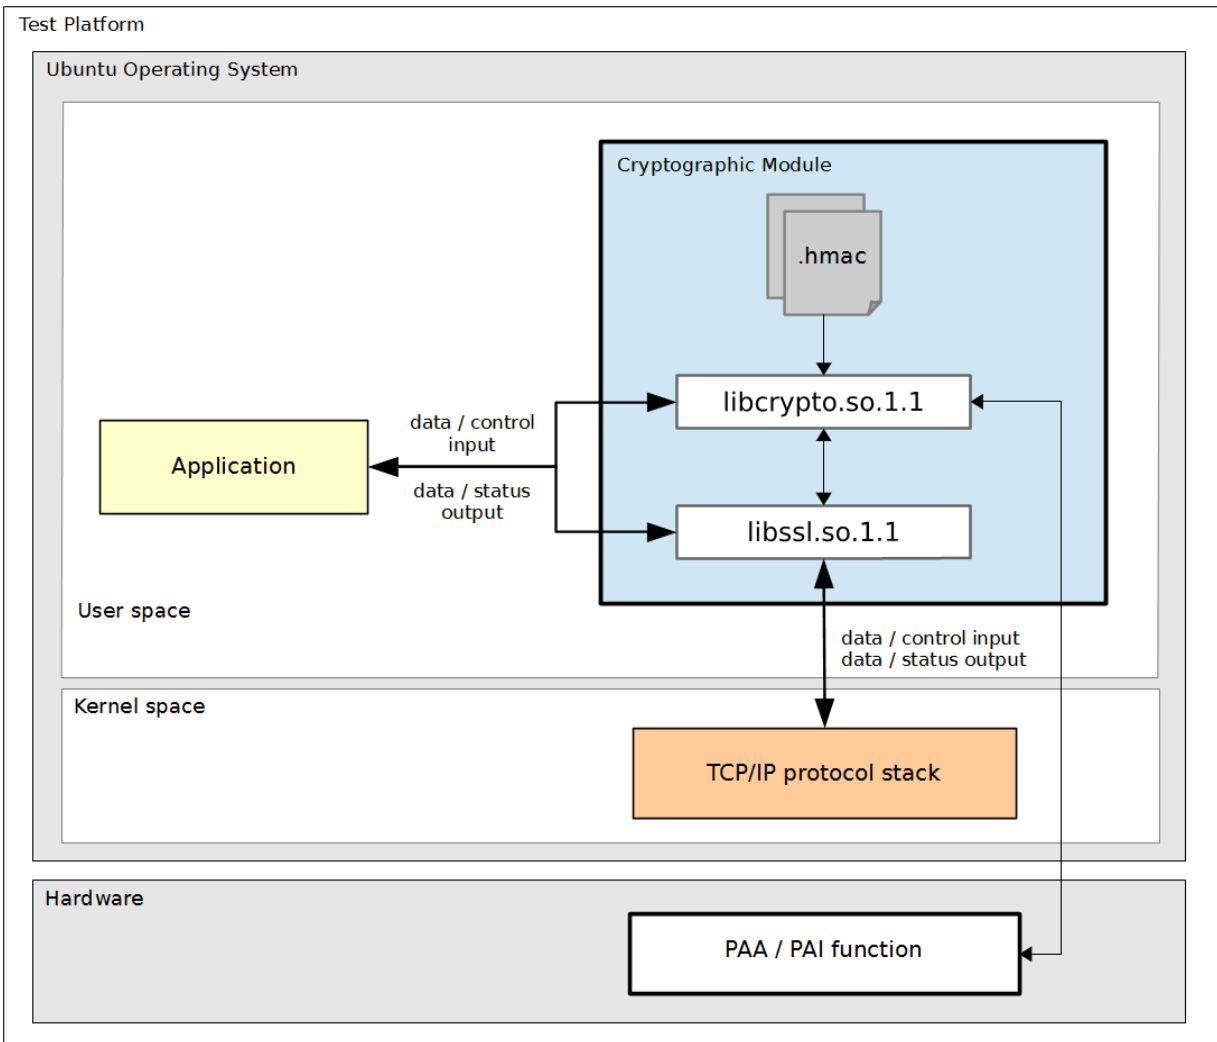 Test Platform
Ubuntu Operating System
Cryptographic Module
.hmac
libcrypto.so.1.1
data / control
input
Application
data / status
output
libssl.so.1.1
User space
data / control input
data / status output
Kernel space
TCP/IP protocol stack
Hardware
PAA / PAI function